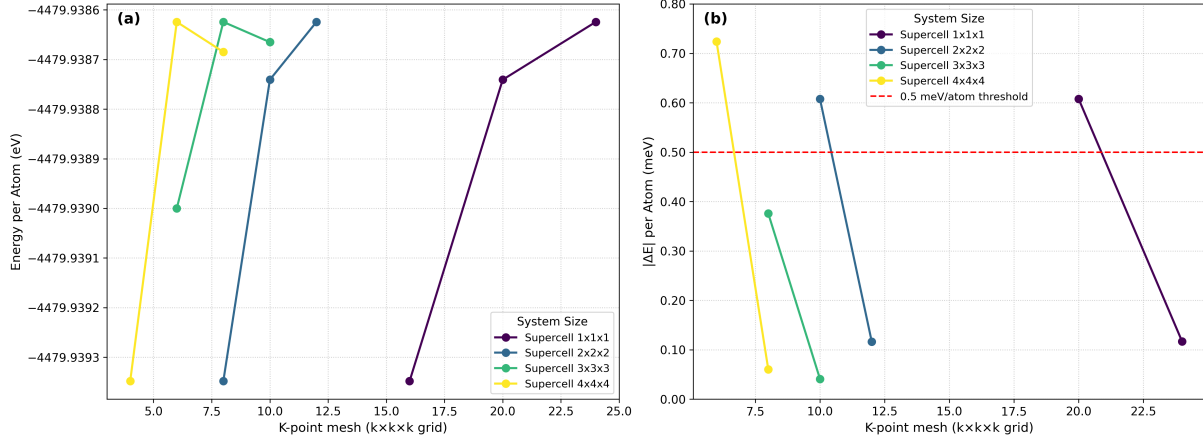 (a)
Energy per Atom (eV)
−4479.9386
−4479.9387
−4479.9388
−4479.9389
−4479.9390
−4479.9391
−4479.9392
−4479.9393
5.0 7.5 10.0 12.5 15.0 17.5 20.0 22.5 25.0
K-point mesh (k×k×k grid)
System Size
Supercell 1x1x1
Supercell 2x2x2
Supercell 3x3x3
Supercell 4x4x4
(b)
|ΔE| per Atom (meV)
0.80
0.70
0.60
0.50
0.40
0.30
0.20
0.10
0.00
7.5 10.0 12.5 15.0 17.5 20.0 22.5
K-point mesh (k×k×k grid)
System Size
Supercell 1x1x1
Supercell 2x2x2
Supercell 3x3x3
Supercell 4x4x4
0.5 meV/atom threshold